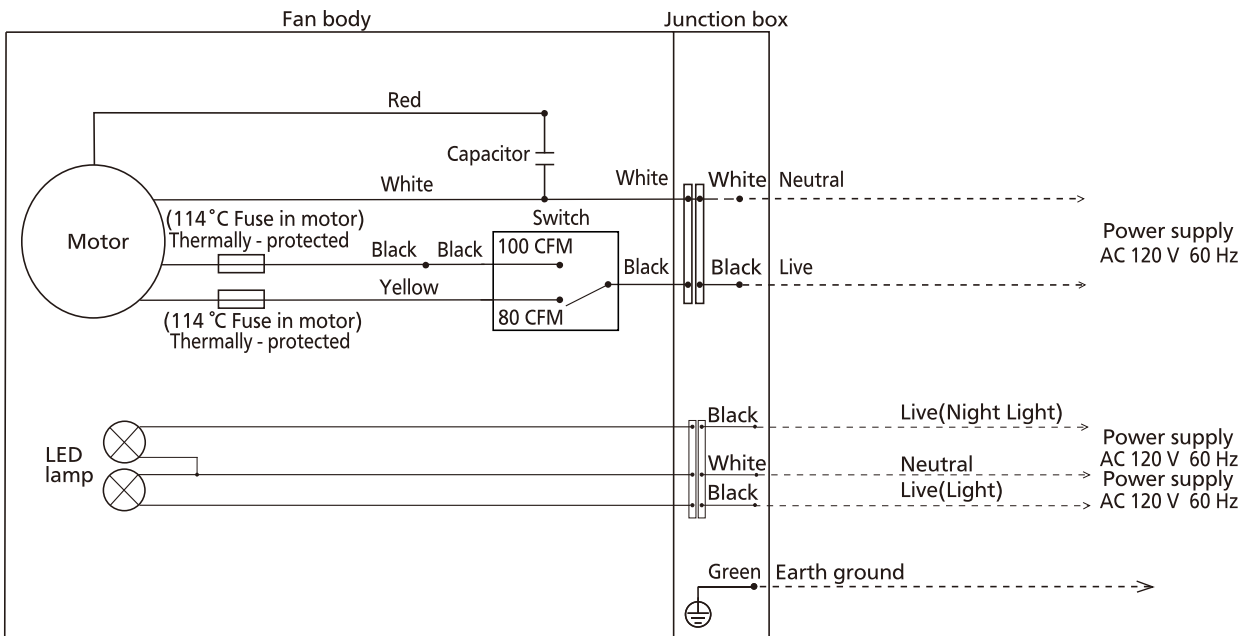 Fan body
Junction box
Red
Capacitor
White
White
White
Neutral
(114˚C Fuse in motor)
Thermally - protected
Switch
Motor
Black
Black
100 CFM
Black
Black
Live
Power supply
AC 120 V 60 Hz
Yellow
80 CFM
(114 ˚C Fuse in motor)
Thermally - protected
Black
Live(Night Light)
LED
lamp
White
Neutral
Power supply
AC 120 V 60 Hz
Black
Live(Light)
Power supply
AC 120 V 60 Hz
Green
Earth ground